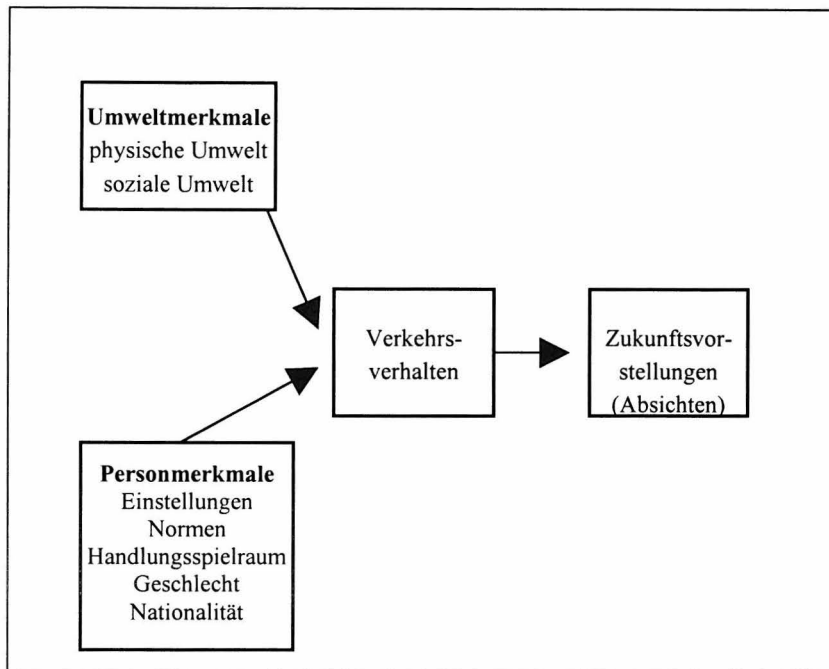 Umweltmerkmale
physische Umwelt
soziale Umwelt
Verkehrs-
verhalten
Zukunftsvor-
stellungen
(Absichten)
Personmerkmale
Einstellungen
Normen
Handlungsspielraum
Geschlecht
Nationalität